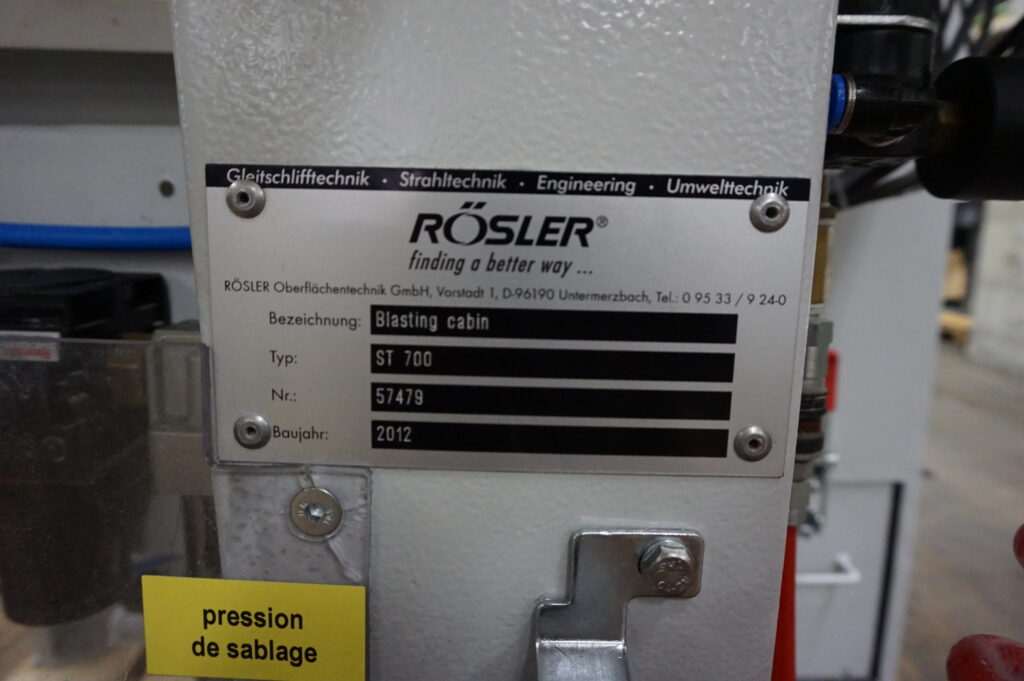 Gleitschlifftechnik · Strahltechnik · Engineering · Umwelttechnik
RÖSLER®
finding a better way ...
RÖSLER Oberflächentechnik GmbH, Vorstadt 1, D-96190 Untermerzbach, Tel.: 0 95 33 / 9 24-0
Bezeichnung: Blasting cabin
Typ: ST 700
Nr.: 57479
Baujahr: 2012
pression
de sablage